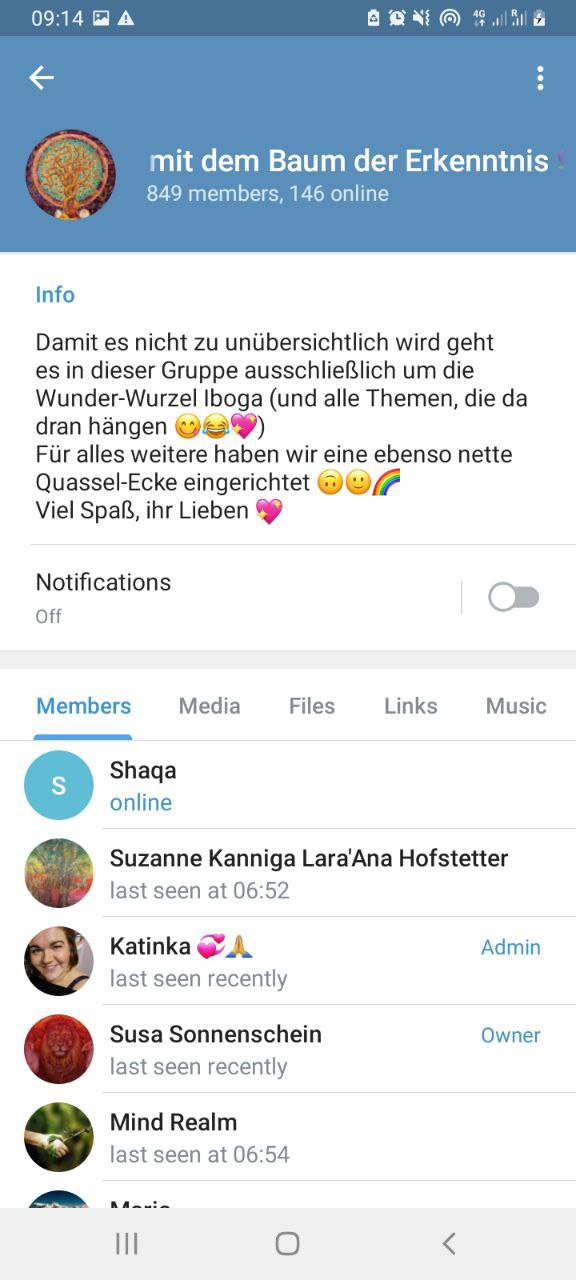 09:14
4G
R
mit dem Baum der Erkenntnis
849 members, 146 online
Info
Damit es nicht zu unübersichtlich wird geht
es in dieser Gruppe ausschließlich um die
Wunder-Wurzel Iboga (und alle Themen, die da
dran hängen 😋😂💖)
Für alles weitere haben wir eine ebenso nette
Quassel-Ecke eingerichtet 🙃🙂🌈
Viel Spaß, ihr Lieben 💖
Notifications
Off
Members Media Files Links Music
S
Shaqa
online
Suzanne Kanniga Lara'Ana Hofstetter
last seen at 06:52
Katinka 💞🙏 Admin
last seen recently
Susa Sonnenschein Owner
last seen recently
Mind Realm
last seen at 06:54